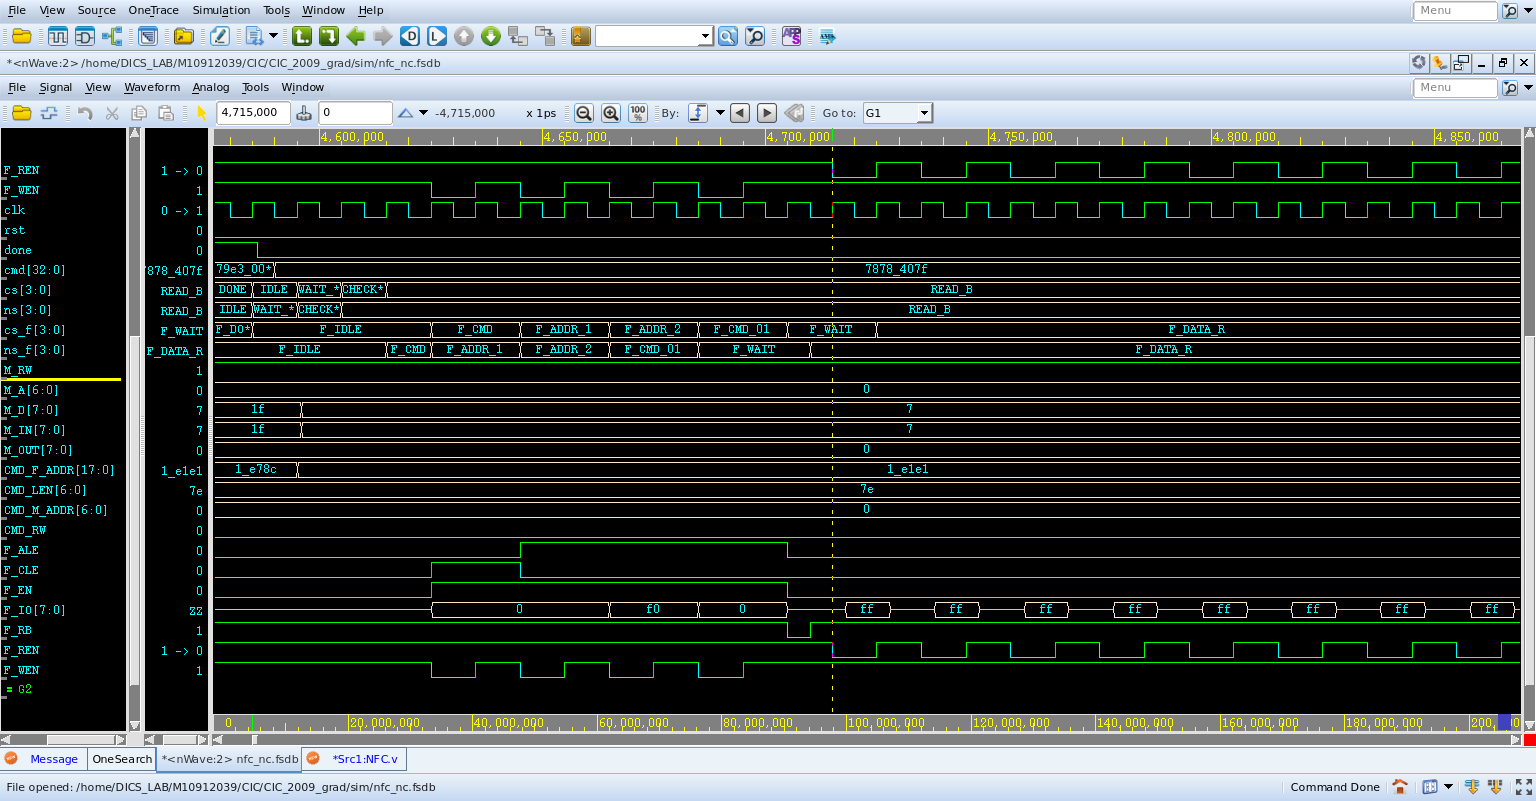 File View Source OneTrace Simulation Tools Window Help Menu
*<nWave:2> /home/DICS_LAB/M10912039/CIC/CIC_2009_grad/sim/nfc_nc.fsdb
File Signal View Waveform Analog Tools Window Menu
4,715,000 0 -4,715,000 x 1ps 100 % By: Go to: G1
4,600,000 4,650,000 4,700,000 4,750,000 4,800,000 4,850,000
F_REN 1 -> 0
F_WEN 1
clk 0 -> 1
rst 0
done 0
cmd[32:0] 7878_407f 79e3_00* 7878_407f
cs[3:0] READ_B DONE IDLE WAIT_* CHECK* READ_B
ns[3:0] READ_B IDLE WAIT_* CHECK* READ_B
cs_f[3:0] F_WAIT F_DO* F_IDLE F_CMD F_ADDR_1 F_ADDR_2 F_CMD_01 F_WAIT F_DATA_R
ns_f[3:0] F_DATA_R F_IDLE F_CMD F_ADDR_1 F_ADDR_2 F_CMD_01 F_WAIT F_DATA_R
M_RW 1
M_A[6:0] 0 0
M_D[7:0] 7 1f 7
M_IN[7:0] 7 1f 7
M_OUT[7:0] 0 0
CMD_F_ADDR[17:0] 1_e1e1 1_e78c 1_e1e1
CMD_LEN[6:0] 7e 7e
CMD_M_ADDR[6:0] 0 0
CMD_RW 0
F_ALE 0
F_CLE 0
F_EN 0
F_IO[7:0] zz 0 f0 0 ff ff ff ff ff ff ff ff
F_RB 1
F_REN 1 -> 0
F_WEN 1
= G2
0 20,000,000 40,000,000 60,000,000 80,000,000 100,000,000 120,000,000 140,000,000 160,000,000 180,000,000
Message OneSearch *<nWave:2> nfc_nc.fsdb *Src1:NFC.v
File opened: /home/DICS_LAB/M10912039/CIC/CIC_2009_grad/sim/nfc_nc.fsdb Command Done